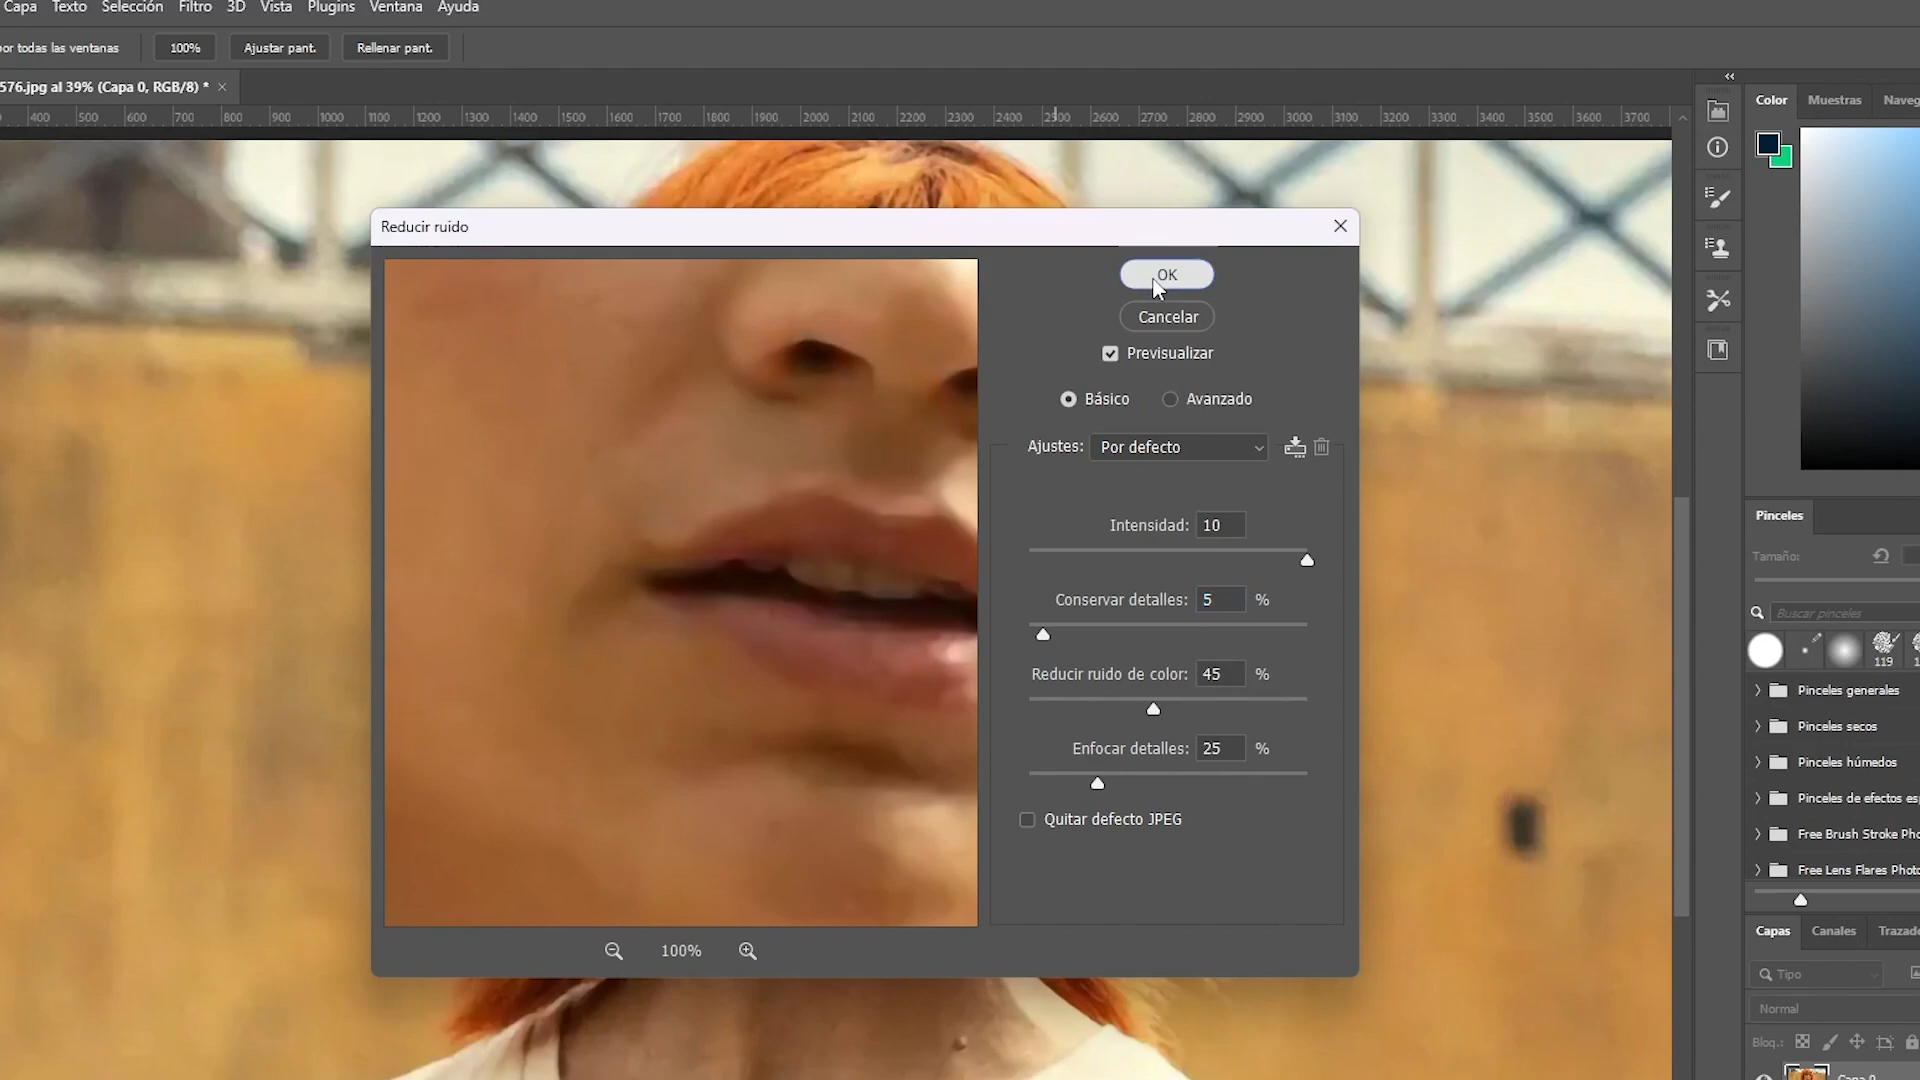 Capa Texto Selección Filtro 3D Vista Plugins Ventana Ayuda
por todas las ventanas 100% Ajustar pant. Rellenar pant.
576.jpg al 39% (Capa 0, RGB/8) * ×
400 500 600 700 800 900 1000 1100 1200 1300 1400 1500 1600 1700 1800 1900 2000 2100 2200 2300 2400 2500 2600 2700 2800 2900 3000 3100 3200 3300 3400 3500 3600 3700
Color Muestras Naveg
Reducir ruido
OK
Cancelar
Previsualizar
Básico Avanzado
Ajustes: Por defecto
Intensidad: 10
Conservar detalles: 5 %
Reducir ruido de color: 45 %
Enfocar detalles: 25 %
Quitar defecto JPEG
100%
Pinceles
Tamaño:
Buscar pinceles
119
Pinceles generales
Pinceles secos
Pinceles húmedos
Pinceles de efectos esp
Free Brush Stroke Pho
Free Lens Flares Photo
Capas Canales Trazado
Tipo
Normal
Bloq.:
Capa 0